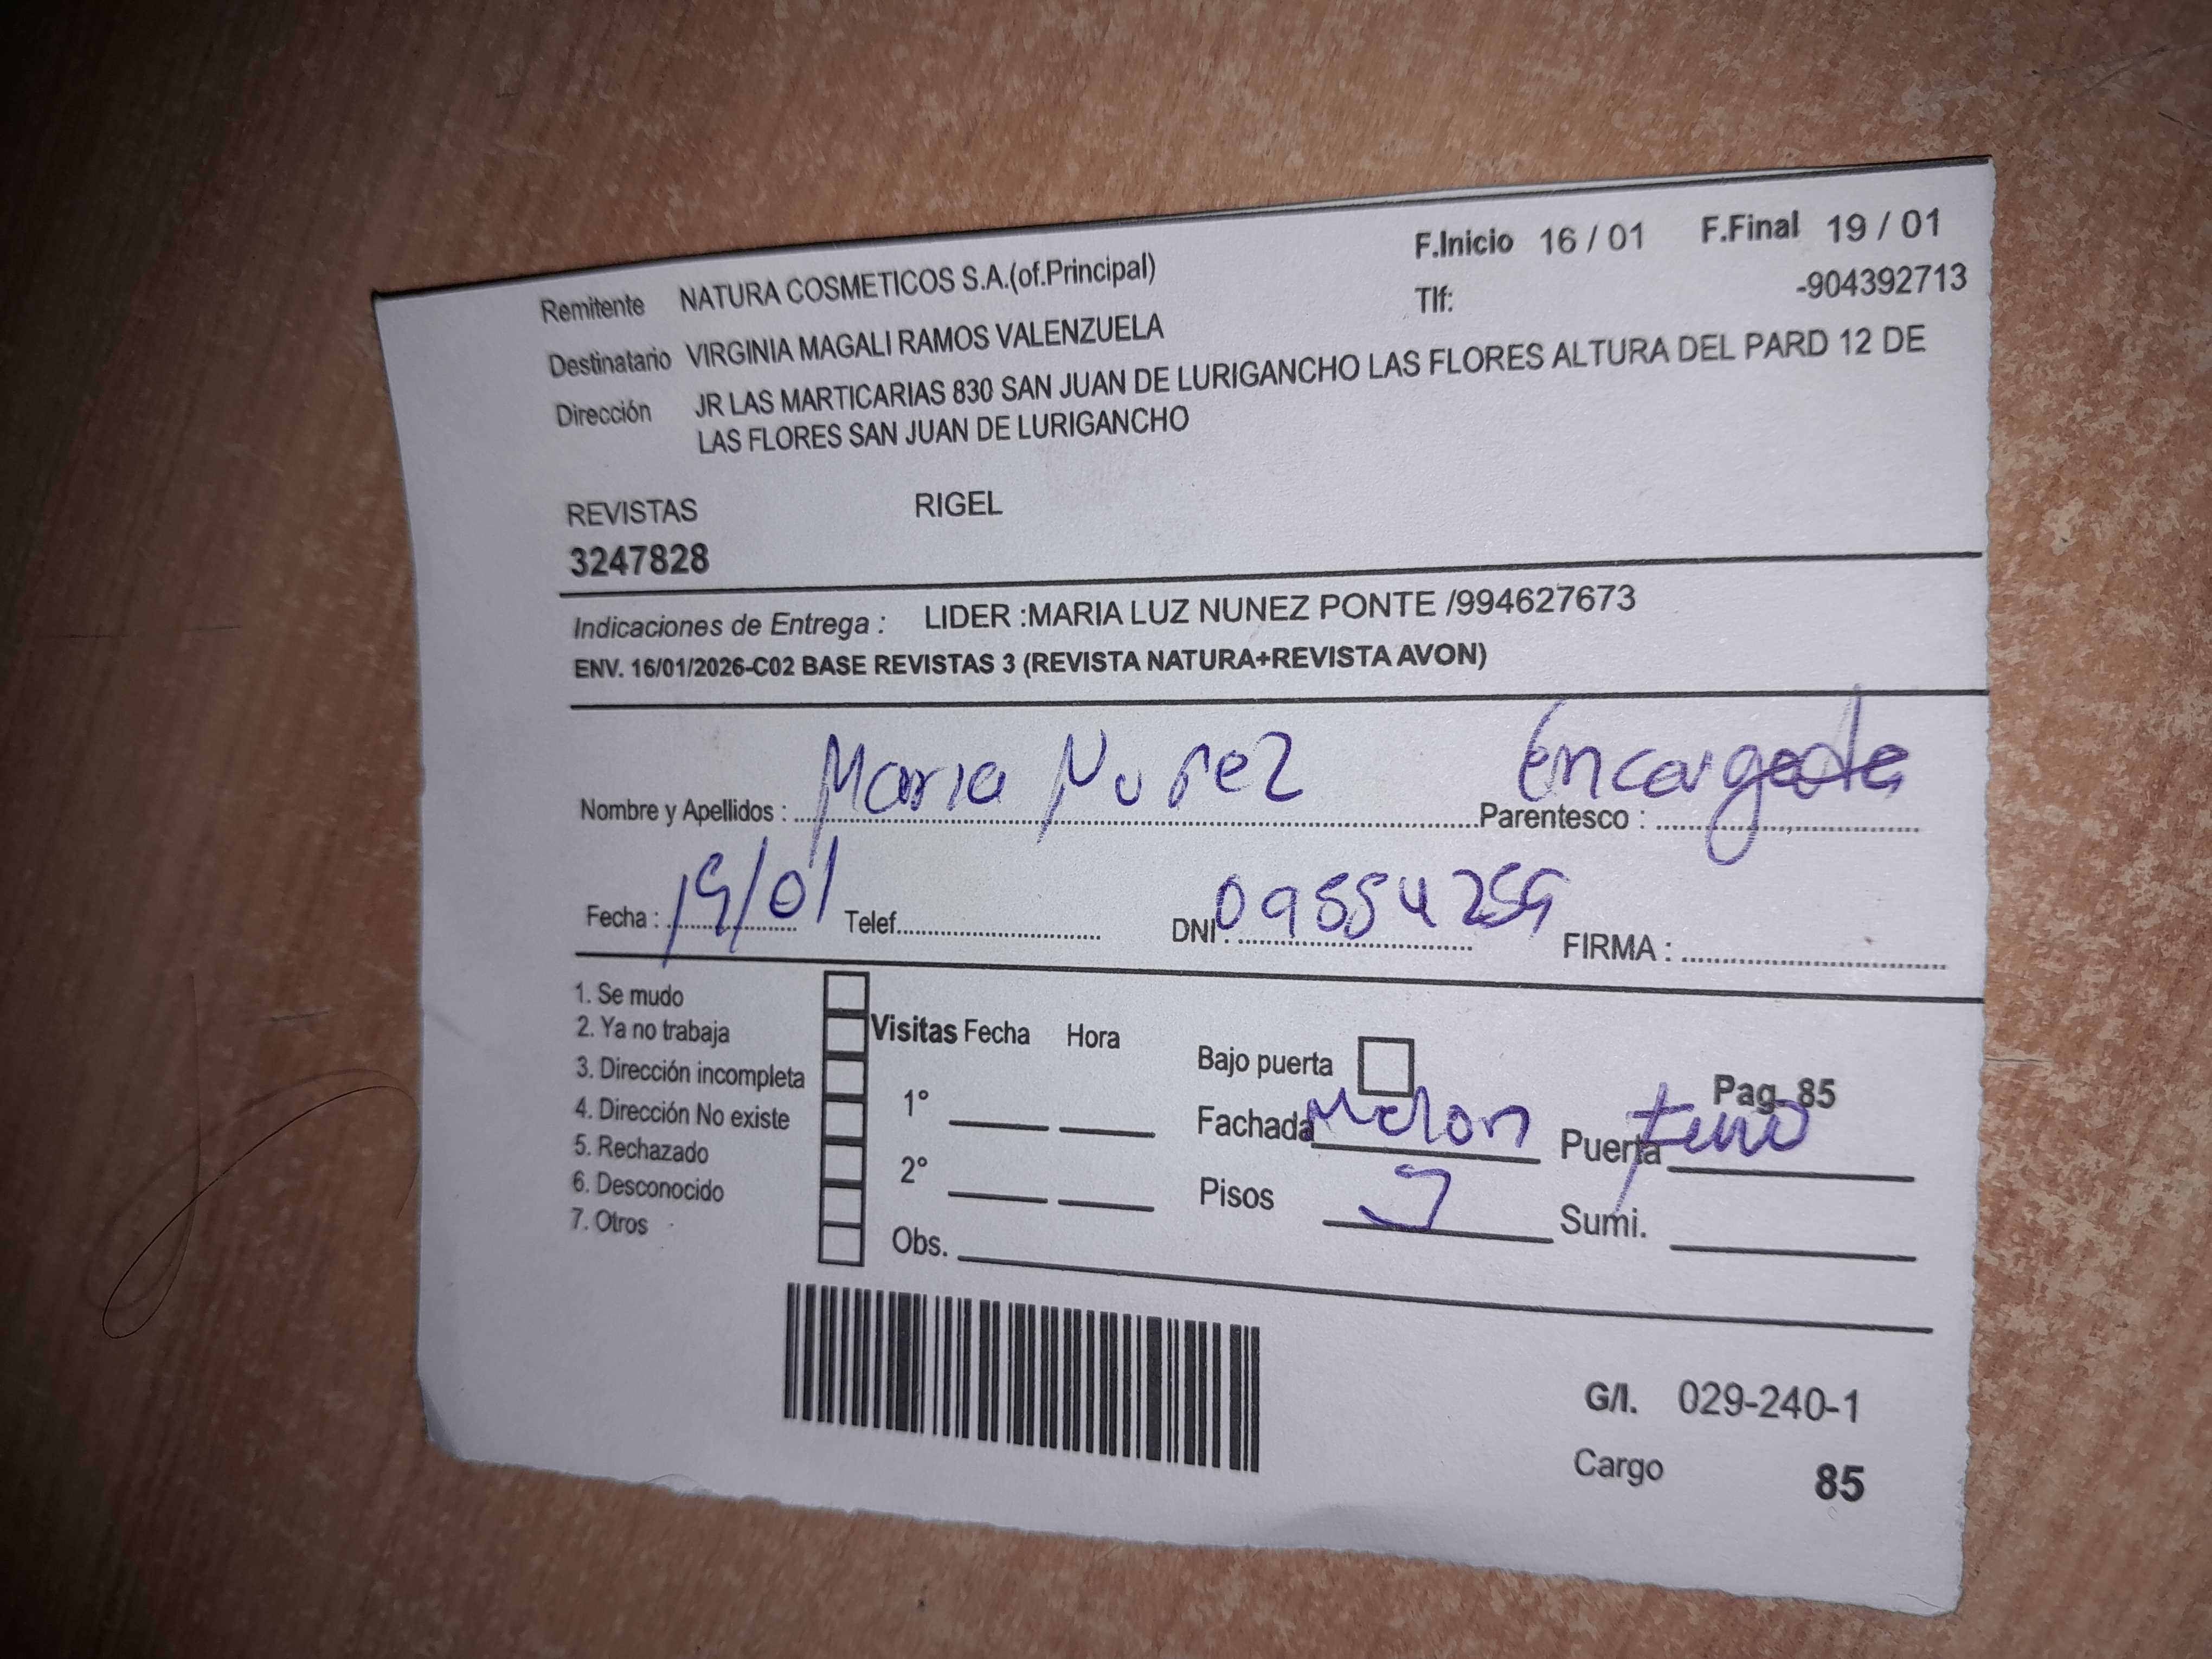 F.Inicio 16 / 01 F.Final 19 / 01
Remitente NATURA COSMETICOS S.A.(of.Principal) Tlf: -904392713
Destinatario VIRGINIA MAGALI RAMOS VALENZUELA
Dirección JR LAS MARTICARIAS 830 SAN JUAN DE LURIGANCHO LAS FLORES ALTURA DEL PARD 12 DE
LAS FLORES SAN JUAN DE LURIGANCHO
REVISTAS RIGEL
3247828
Indicaciones de Entrega : LIDER :MARIA LUZ NUNEZ PONTE /994627673
ENV. 16/01/2026-C02 BASE REVISTAS 3 (REVISTA NATURA+REVISTA AVON)
Nombre y Apellidos : Maria Nuñez Parentesco : Encargada
Fecha : 19/01 Telef. DNI : FIRMA :
1. Se mudo
2. Ya no trabaja
3. Dirección incompleta
4. Dirección No existe
5. Rechazado
6. Desconocido
7. Otros
Visitas Fecha Hora
1°
2°
Obs.
Bajo puerta Pag. 85
Fachada Puerta
Pisos Sumi.
G/I. 029-240-1
Cargo 85